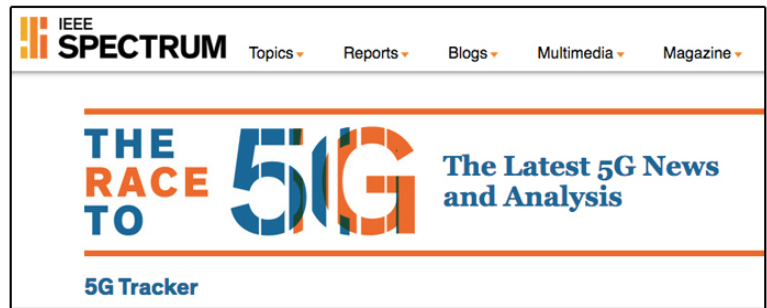 IEEE
SPECTRUM
Topics Reports Blogs Multimedia Magazine
THE
RACE
TO
5G
The Latest 5G News
and Analysis
5G Tracker